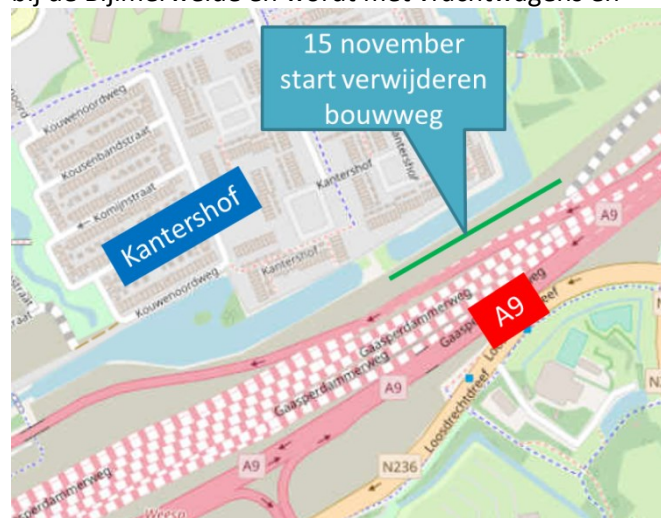 bij de Bijlmerweide en wordt met vrachtwagens en
15 november
start verwijderen
bouwweg
Kouwenoordweg
Kousenbandstraat
Komijnstraat
Kouwenoordweg
Kantershof
Kantershof
Kantershof
Kantershof
A9
A9
Gaasperdammerweg
Gaasperdammerweg
A9
A9
Loosdrechtdreef
N236
Gaasperdammerweg
Weesp